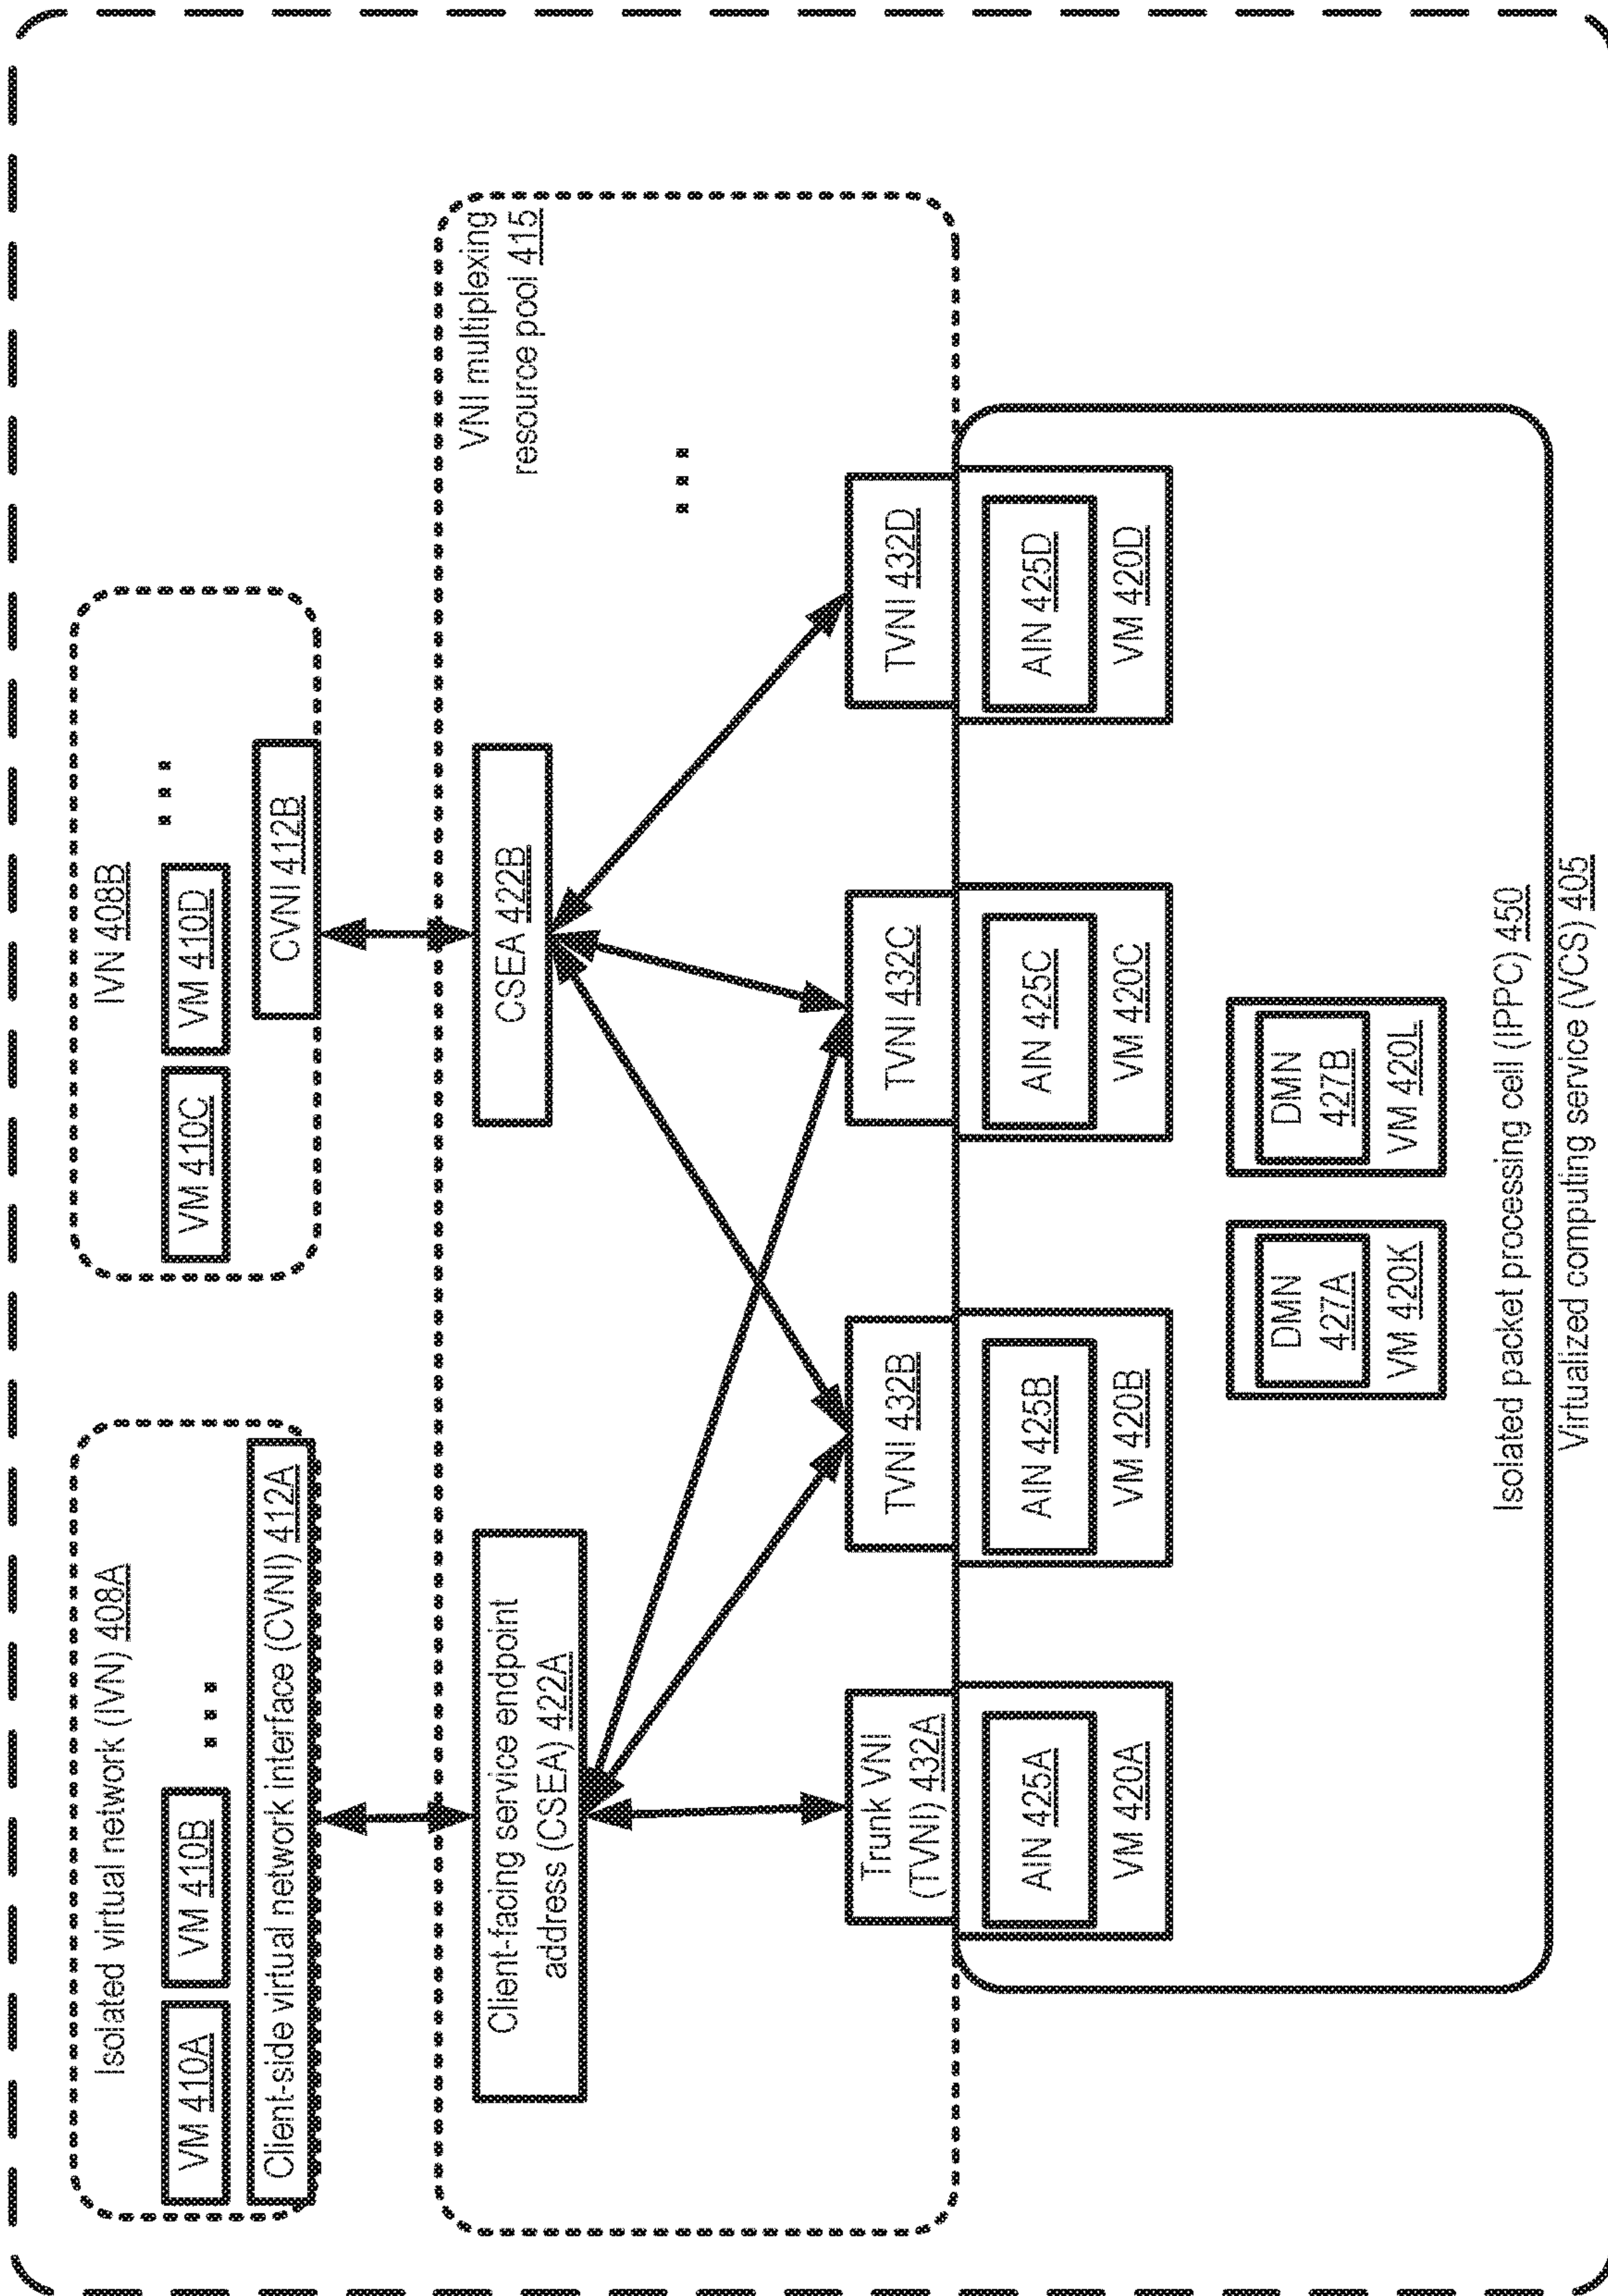 Isolated virtual network (IVN) 408A
VM 410A
VM 410B
...
Client-side virtual network interface (CVNI) 412A
IVN 408B
VM 410C
VM 410D
...
CVNI 412B
VNI multiplexing
resource pool 415
Client-facing service endpoint
address (CSEA) 422A
CSEA 422B
...
Trunk VNI
(TVNI) 432A
TVNI 432B
TVNI 432C
TVNI 432D
AIN 425A
VM 420A
AIN 425B
VM 420B
AIN 425C
VM 420C
AIN 425D
VM 420D
DMN
427A
VM 420K
DMN
427B
VM 420L
Isolated packet processing cell (IPPC) 450
Virtualized computing service (VCS) 405